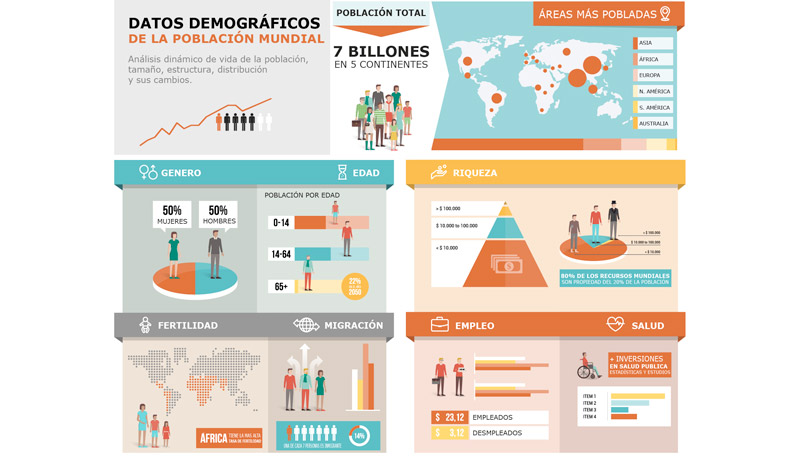 DATOS DEMOGRÁFICOS
DE LA POBLACIÓN MUNDIAL
Análisis dinámico de vida de la población,
tamaño, estructura, distribución
y sus cambios.
POBLACIÓN TOTAL
7 BILLONES
EN 5 CONTINENTES
ÁREAS MÁS POBLADAS
ASIA
ÁFRICA
EUROPA
N. AMÉRICA
S. AMÉRICA
AUSTRALIA
GENERO
50%
MUJERES
50%
HOMBRES
EDAD
POBLACIÓN POR EDAD
0-14
14-64
65+
22%
2050
RIQUEZA
> $ 100.000
$ 10.000 to 100.000
> $ 10.000
> $ 100.000
$ 10.000 to 100.000
> $ 10.000
80% DE LOS RECURSOS MUNDIALES
SON PROPIEDAD DEL 20% DE LA POBLACIÓN
FERTILIDAD
ÁFRICA
TIENE LA MAS ALTA
TASA DE FERTILIDAD
MIGRACIÓN
UNA DE CADA 7 PERSONAS ES INMIGRANTE
14%
EMPLEO
$ 23,12 EMPLEADOS
$ 3,12 DESMPLEADOS
SALUD
+ INVERSIONES
EN SALUD PÚBLICA
ESTADÍSTICAS Y ESTUDIOS
ITEM 1
ITEM 2
ITEM 3
ITEM 4